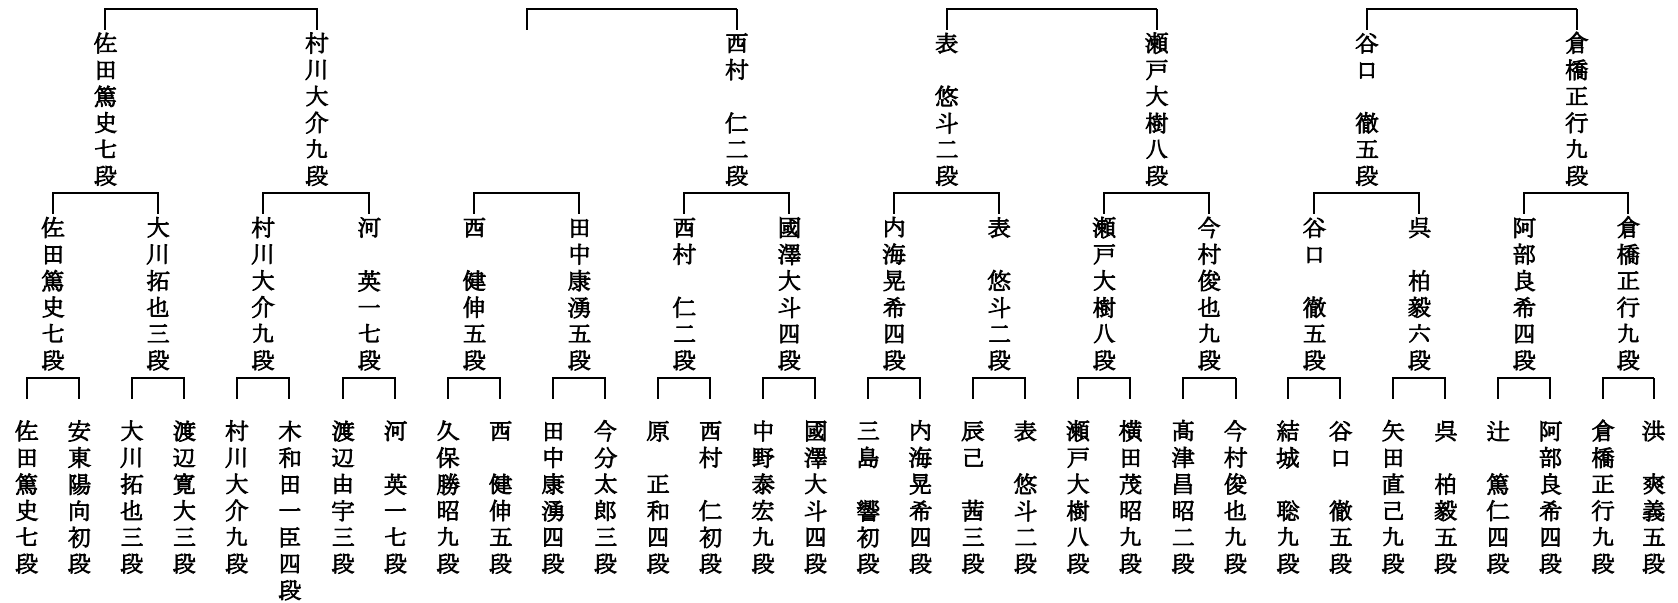 佐田篤史七段
村川大介九段
西村　仁二段
表　悠斗二段
瀬戸大樹八段
谷口　徹五段
倉橋正行九段
佐田篤史七段
大川拓也三段
村川大介九段
河　英一七段
西　健伸五段
田中康湧五段
西村　仁二段
國澤大斗四段
内海晃希四段
表　悠斗二段
瀬戸大樹八段
今村俊也九段
谷口　徹五段
呉　柏毅六段
阿部良希四段
倉橋正行九段
佐田篤史七段
安東陽向初段
大川拓也三段
渡辺寛大三段
村川大介九段
木和田一臣四段
渡辺由宇三段
河　英一七段
久保勝昭九段
西　健伸五段
田中康湧四段
今分太郎三段
原　正和四段
西村　仁初段
中野泰宏九段
國澤大斗四段
三島　響初段
内海晃希四段
辰己　茜三段
表　悠斗二段
瀬戸大樹八段
横田茂昭九段
髙津昌昭二段
今村俊也九段
結城　聡九段
谷口　徹五段
矢田直己九段
呉　柏毅五段
辻　篤仁四段
阿部良希四段
倉橋正行九段
洪　爽義五段